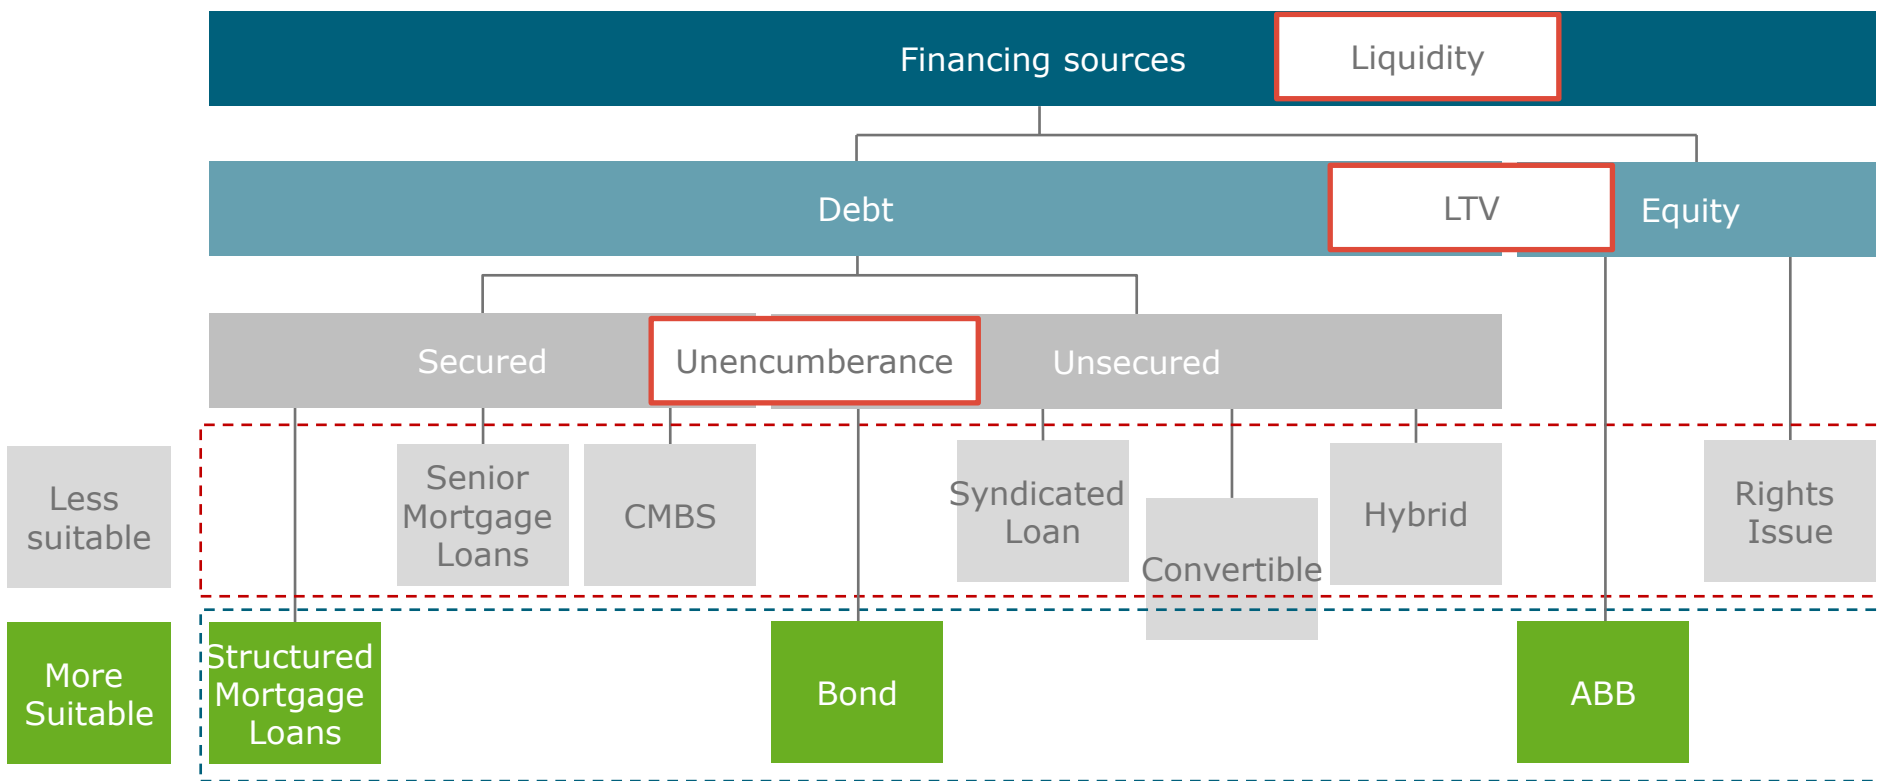 Financing sources
Liquidity
Debt
LTV
Equity
Secured
Unencumberance
Unsecured
Less
suitable
Senior
Mortgage
Loans
CMBS
Syndicated
Loan
Convertible
Hybrid
Rights
Issue
More
Suitable
Structured
Mortgage
Loans
Bond
ABB